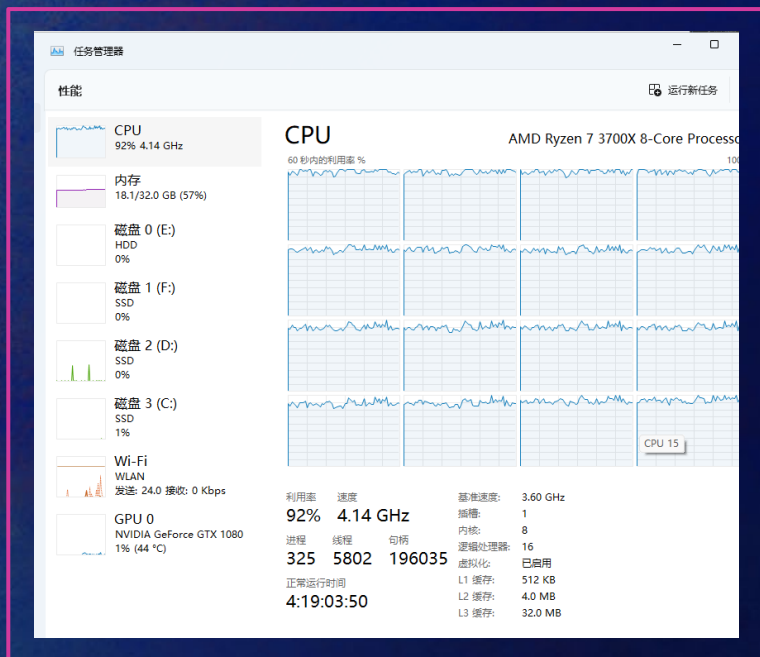 任务管理器
性能
运行新任务
CPU
92% 4.14 GHz
内存
18.1/32.0 GB (57%)
磁盘 0 (E:)
HDD
0%
磁盘 1 (F:)
SSD
0%
磁盘 2 (D:)
SSD
0%
磁盘 3 (C:)
SSD
1%
Wi-Fi
WLAN
发送: 24.0 接收: 0 Kbps
GPU 0
NVIDIA GeForce GTX 1080
1% (44 °C)
CPU
AMD Ryzen 7 3700X 8-Core Processo
60 秒内的利用率 %
100
CPU 15
利用率 速度
92% 4.14 GHz
进程 线程 句柄
325 5802 196035
正常运行时间
4:19:03:50
基准速度: 3.60 GHz
插槽: 1
内核: 8
逻辑处理器: 16
虚拟化: 已启用
L1 缓存: 512 KB
L2 缓存: 4.0 MB
L3 缓存: 32.0 MB